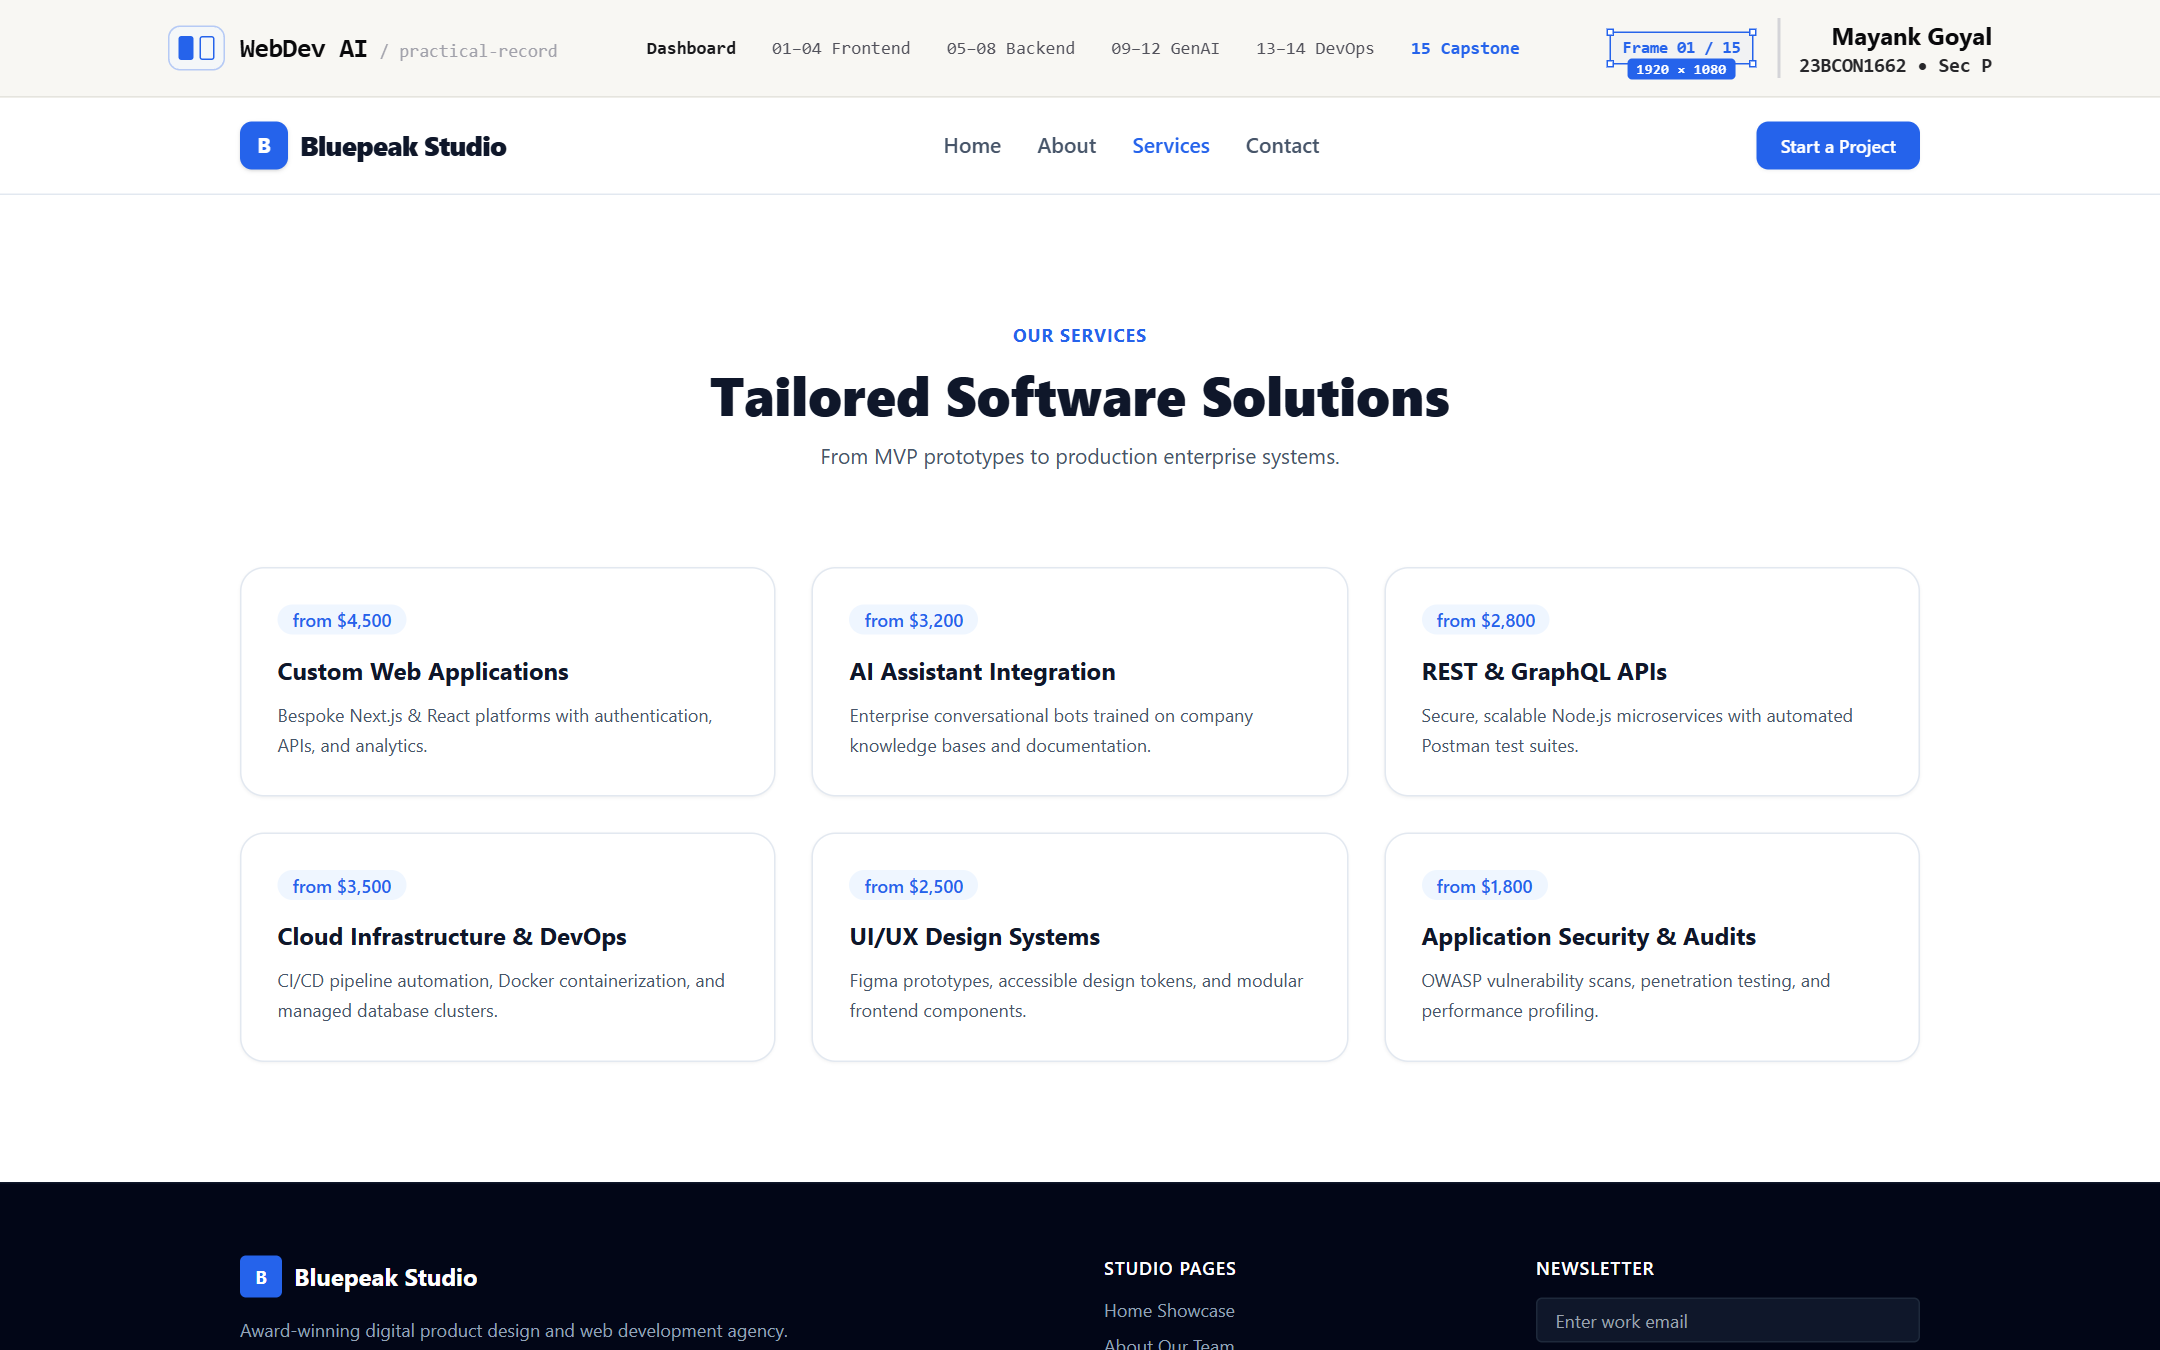 WebDev AI / practical-record
Dashboard 01–04 Frontend 05–08 Backend 09–12 GenAI 13–14 DevOps 15 Capstone
Frame 01 / 15
1920 × 1080
Mayank Goyal
23BCON1662 • Sec P
B Bluepeak Studio
Home About Services Contact
Start a Project
OUR SERVICES
Tailored Software Solutions
From MVP prototypes to production enterprise systems.
from $4,500
Custom Web Applications
Bespoke Next.js & React platforms with authentication,
APIs, and analytics.
from $3,200
AI Assistant Integration
Enterprise conversational bots trained on company
knowledge bases and documentation.
from $2,800
REST & GraphQL APIs
Secure, scalable Node.js microservices with automated
Postman test suites.
from $3,500
Cloud Infrastructure & DevOps
CI/CD pipeline automation, Docker containerization, and
managed database clusters.
from $2,500
UI/UX Design Systems
Figma prototypes, accessible design tokens, and modular
frontend components.
from $1,800
Application Security & Audits
OWASP vulnerability scans, penetration testing, and
performance profiling.
B Bluepeak Studio
Award-winning digital product design and web development agency.
STUDIO PAGES
Home Showcase
About Our Team
NEWSLETTER
Enter work email